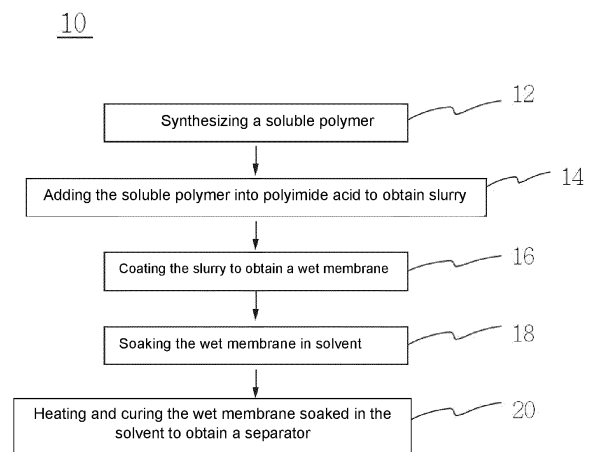 10
Synthesizing a soluble polymer
12
Adding the soluble polymer into polyimide acid to obtain slurry
14
Coating the slurry to obtain a wet membrane
16
Soaking the wet membrane in solvent
18
Heating and curing the wet membrane soaked in the
solvent to obtain a separator
20